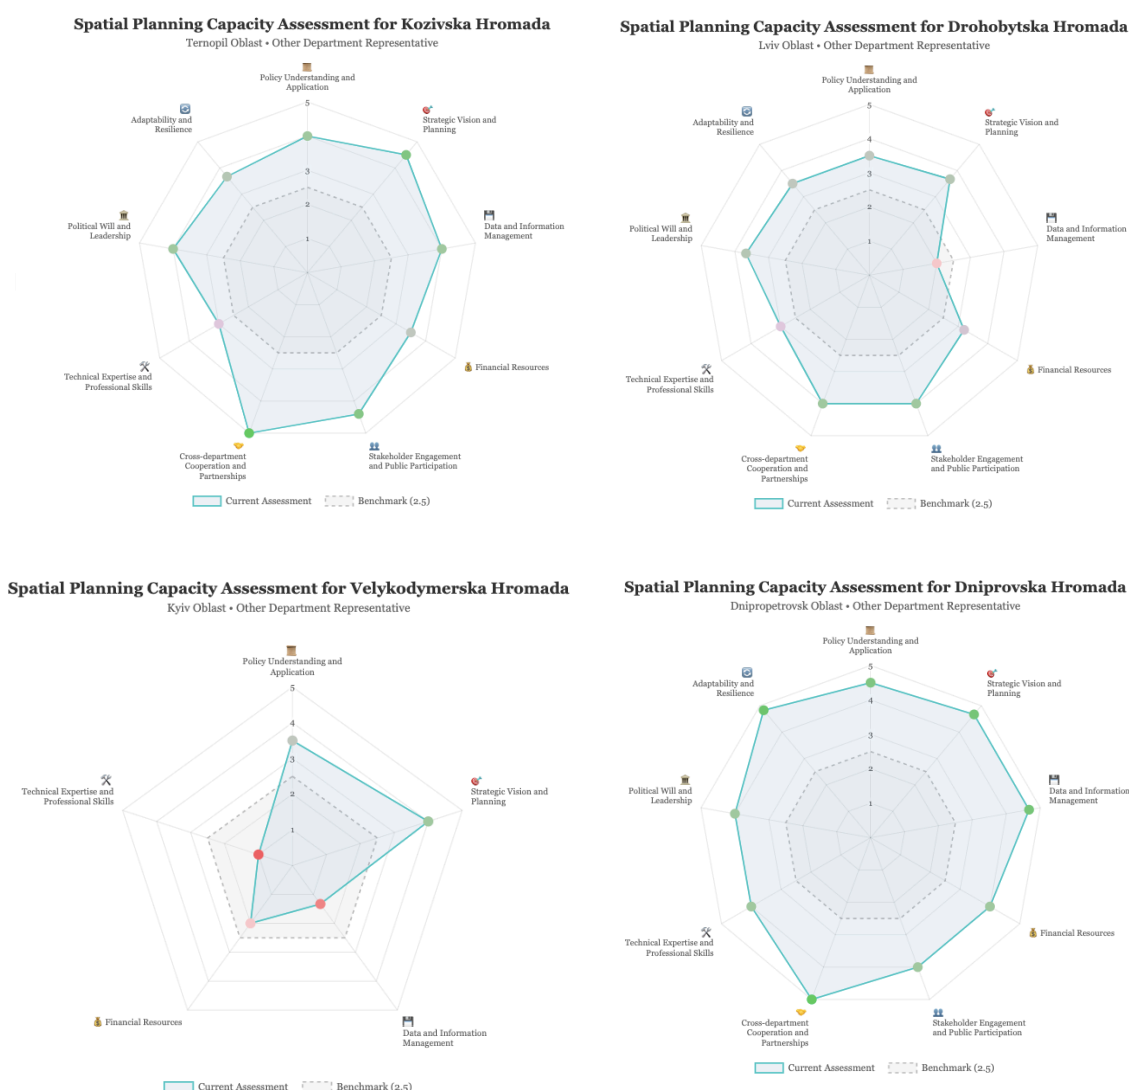 Spatial Planning Capacity Assessment for Kozivska Hromada
Ternopil Oblast • Other Department Representative
Policy Understanding and
Application
Adaptability and
Resilience
Strategic Vision and
Planning
5
3
2
1
Political Will and
Leadership
Data and Information
Management
Technical Expertise and
Professional Skills
Financial Resources
Cross-department
Cooperation and
Partnerships
Stakeholder Engagement
and Public Participation
Current Assessment
Benchmark (2.5)
Spatial Planning Capacity Assessment for Drohobytska Hromada
Lviv Oblast • Other Department Representative
Policy Understanding and
Application
Adaptability and
Resilience
Strategic Vision and
Planning
5
4
3
2
1
Political Will and
Leadership
Data and Information
Management
Technical Expertise and
Professional Skills
Financial Resources
Cross-department
Cooperation and
Partnerships
Stakeholder Engagement
and Public Participation
Current Assessment
Benchmark (2.5)
Spatial Planning Capacity Assessment for Velykodymerska Hromada
Kyiv Oblast • Other Department Representative
Policy Understanding and
Application
5
4
3
2
1
Technical Expertise and
Professional Skills
Strategic Vision and
Planning
Financial Resources
Data and Information
Management
Current Assessment
Benchmark (2.5)
Spatial Planning Capacity Assessment for Dniprovska Hromada
Dnipropetrovsk Oblast • Other Department Representative
Policy Understanding and
Application
Adaptability and
Resilience
Strategic Vision and
Planning
5
4
3
2
1
Political Will and
Leadership
Data and Information
Management
Technical Expertise and
Professional Skills
Financial Resources
Cross-department
Cooperation and
Partnerships
Stakeholder Engagement
and Public Participation
Current Assessment
Benchmark (2.5)